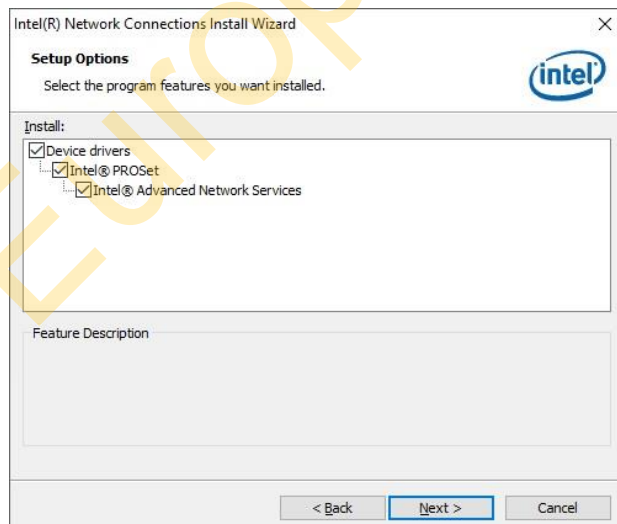 Intel(R) Network Connections Install Wizard
Setup Options
Select the program features you want installed.
intel
Install:
Device drivers
Intel® PROSet
Intel® Advanced Network Services
Feature Description
< Back
Next >
Cancel
Europ